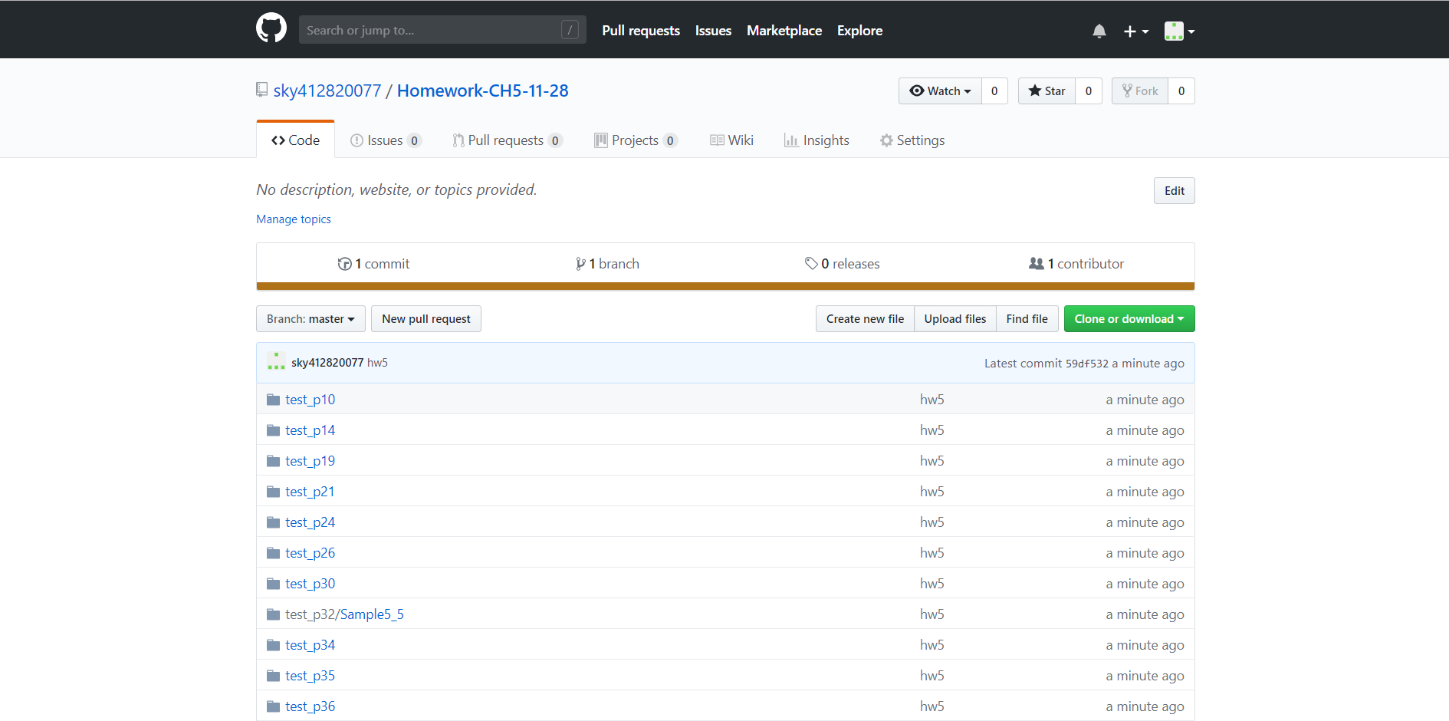 Search or jump to... / Pull requests Issues Marketplace Explore
sky412820077 / Homework-CH5-11-28 Watch 0 Star 0 Fork 0
Code Issues 0 Pull requests 0 Projects 0 Wiki Insights Settings
No description, website, or topics provided. Edit
Manage topics
1 commit 1 branch 0 releases 1 contributor
Branch: master New pull request Create new file Upload files Find file Clone or download
sky412820077 hw5 Latest commit 59df532 a minute ago
test_p10 hw5 a minute ago
test_p14 hw5 a minute ago
test_p19 hw5 a minute ago
test_p21 hw5 a minute ago
test_p24 hw5 a minute ago
test_p26 hw5 a minute ago
test_p30 hw5 a minute ago
test_p32/Sample5_5 hw5 a minute ago
test_p34 hw5 a minute ago
test_p35 hw5 a minute ago
test_p36 hw5 a minute ago